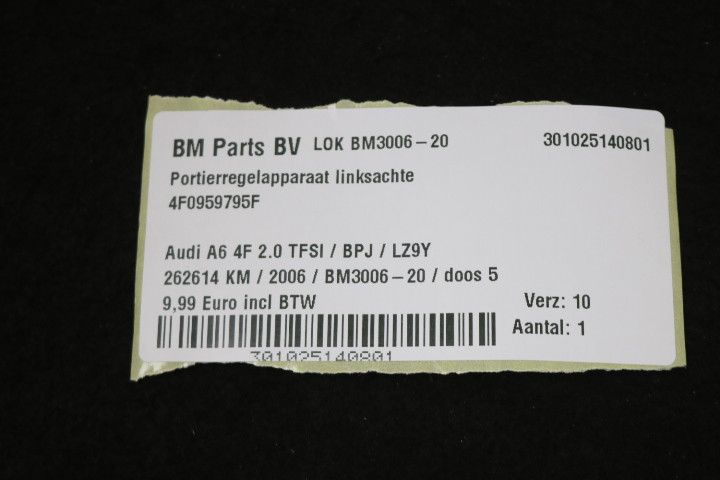 BM Parts BV LOK BM3006-20 301025140801
Portierregelapparaat linksachte
4F0959795F
Audi A6 4F 2.0 TFSI / BPJ / LZ9Y
262614 KM / 2006 / BM3006-20 / doos 5
9,99 Euro incl BTW Verz: 10
Aantal: 1
301025140801